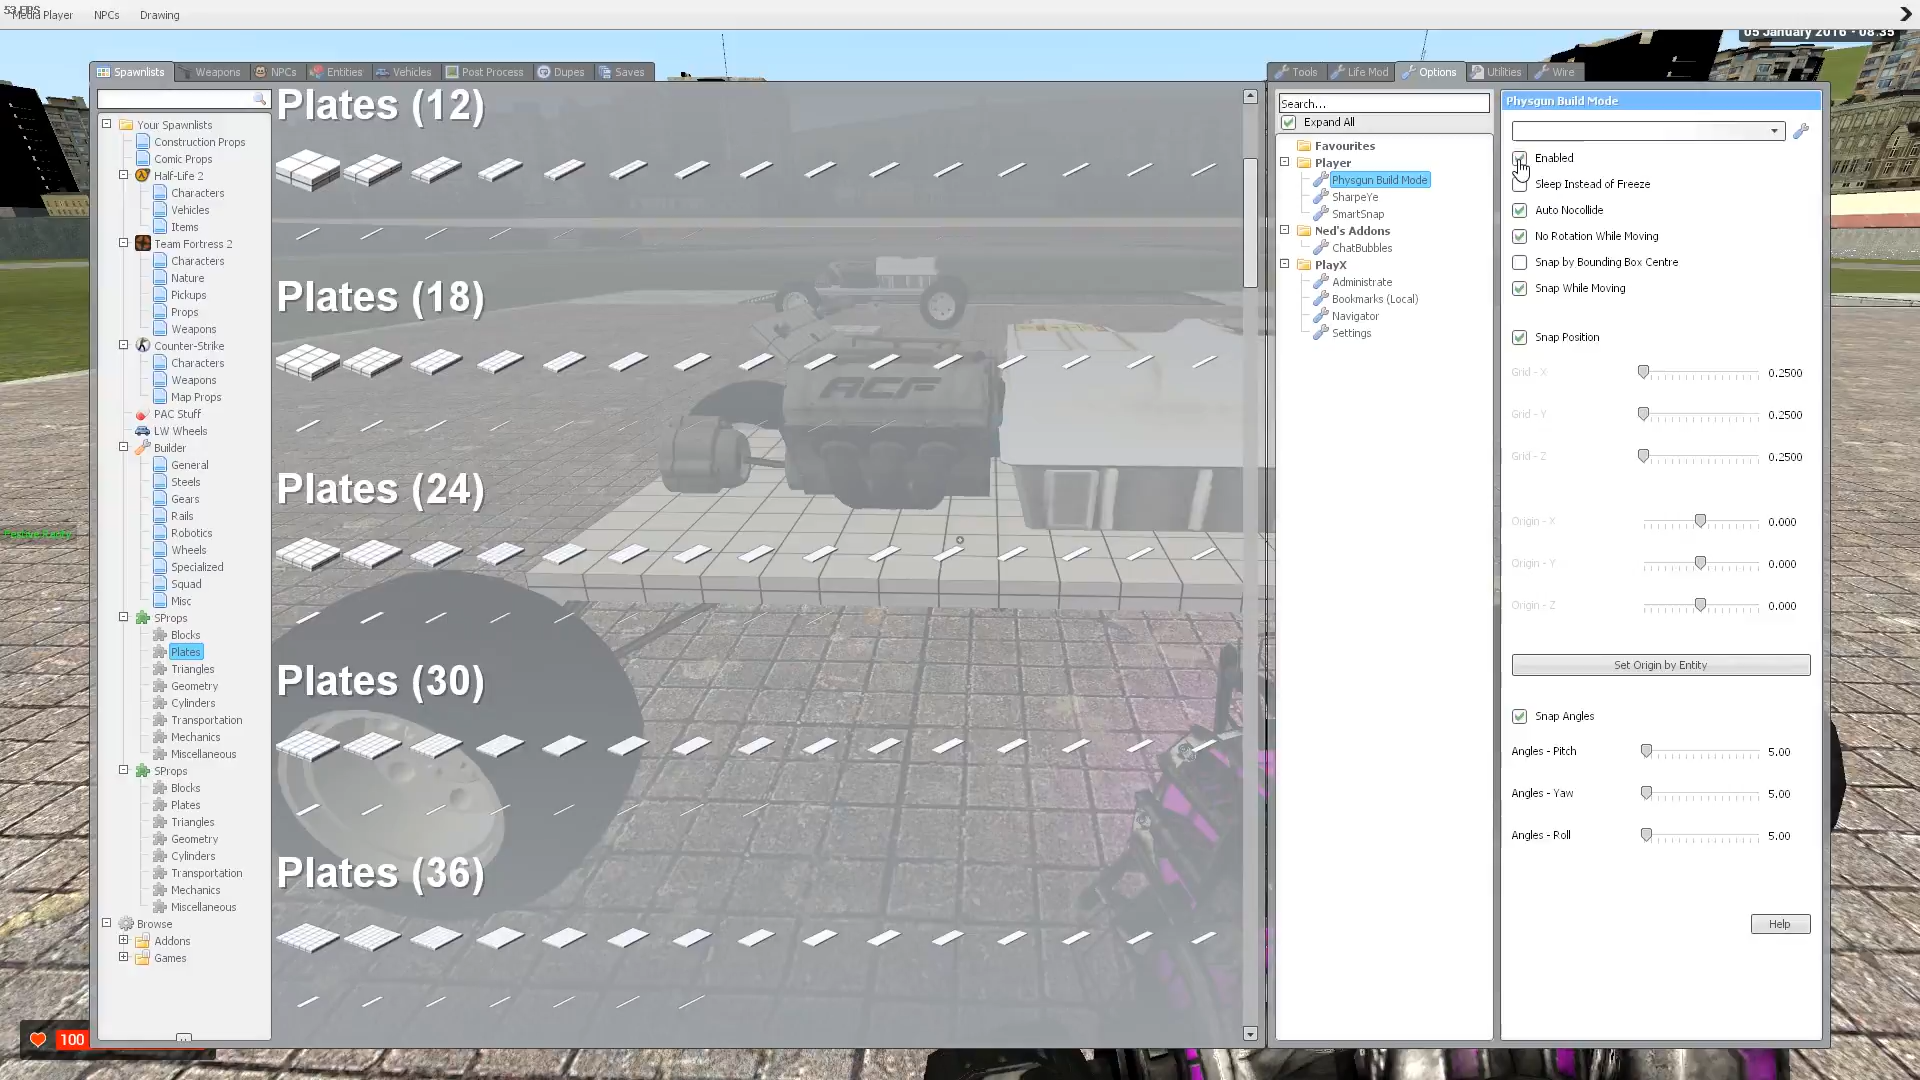 53 FPS
Media Player NPCs Drawing
05 January 2016 - 08:35
Spawnlists Weapons NPCs Entities Vehicles Post Process Dupes Saves
Your Spawnlists
Construction Props
Comic Props
Half-Life 2
Characters
Vehicles
Items
Team Fortress 2
Characters
Nature
Pickups
Props
Weapons
Counter-Strike
Characters
Weapons
Map Props
PAC Stuff
LW Wheels
Builder
General
Steels
Gears
Rails
Robotics
Wheels
Specialized
Squad
Misc
SProps
Blocks
Plates
Triangles
Geometry
Cylinders
Transportation
Mechanics
Miscellaneous
SProps
Blocks
Plates
Triangles
Geometry
Cylinders
Transportation
Mechanics
Miscellaneous
Browse
Addons
Games
100
Plates (12)
Plates (18)
ACF
Plates (24)
Plates (30)
Plates (36)
Tools Life Mod Options Utilities Wire
Search...
Expand All
Favourites
Player
Physgun Build Mode
SharpeYe
SmartSnap
Ned's Addons
ChatBubbles
PlayX
Administrate
Bookmarks (Local)
Navigator
Settings
Physgun Build Mode
Enabled
Sleep Instead of Freeze
Auto Nocollide
No Rotation While Moving
Snap by Bounding Box Centre
Snap While Moving
Snap Position
Grid - X 0.2500
Grid - Y 0.2500
Grid - Z 0.2500
Origin - X 0.000
Origin - Y 0.000
Origin - Z 0.000
Set Origin by Entity
Snap Angles
Angles - Pitch 5.00
Angles - Yaw 5.00
Angles - Roll 5.00
Help